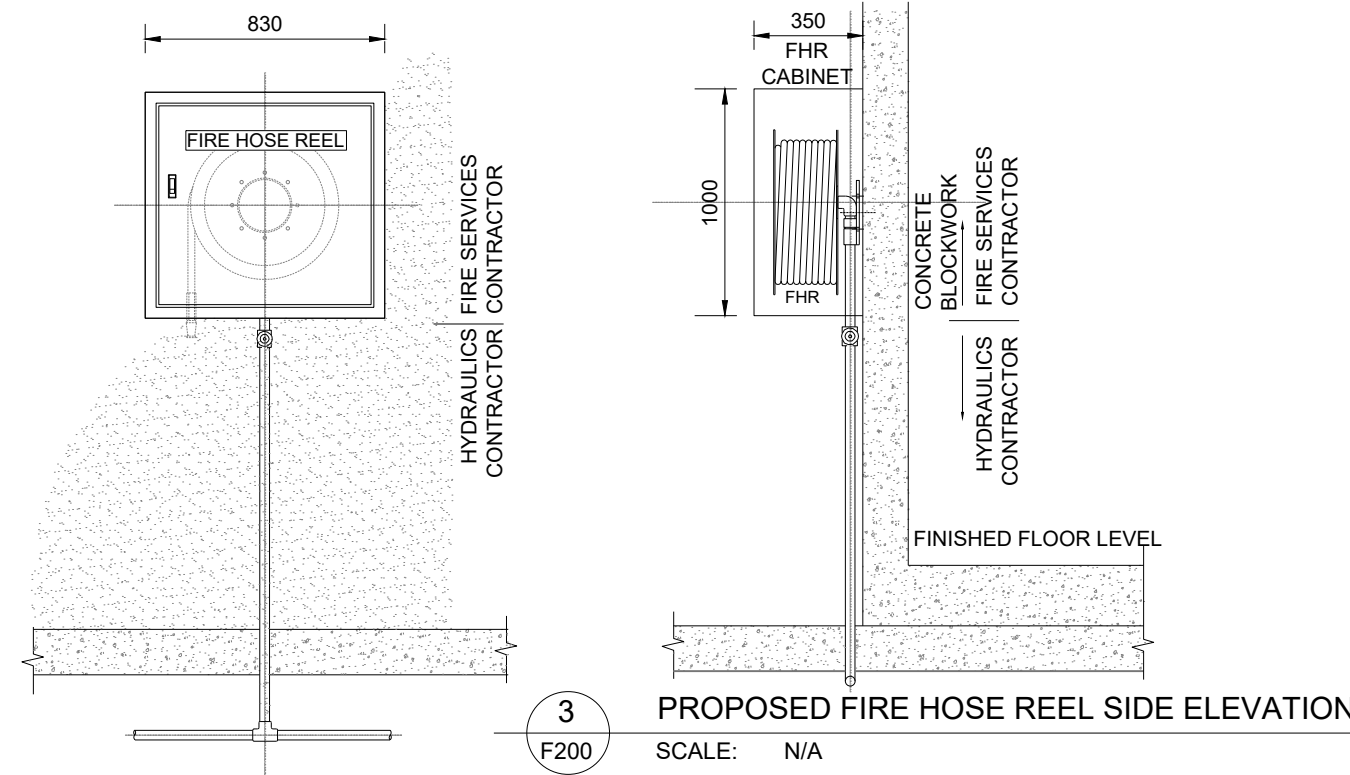 830
FIRE HOSE REEL
FIRE SERVICES
CONTRACTOR
HYDRAULICS
CONTRACTOR
350
FHR
CABINET
1000
FHR
CONCRETE
BLOCKWORK
FIRE SERVICES
CONTRACTOR
HYDRAULICS
CONTRACTOR
FINISHED FLOOR LEVEL
3
F200
PROPOSED FIRE HOSE REEL SIDE ELEVATION
SCALE: N/A